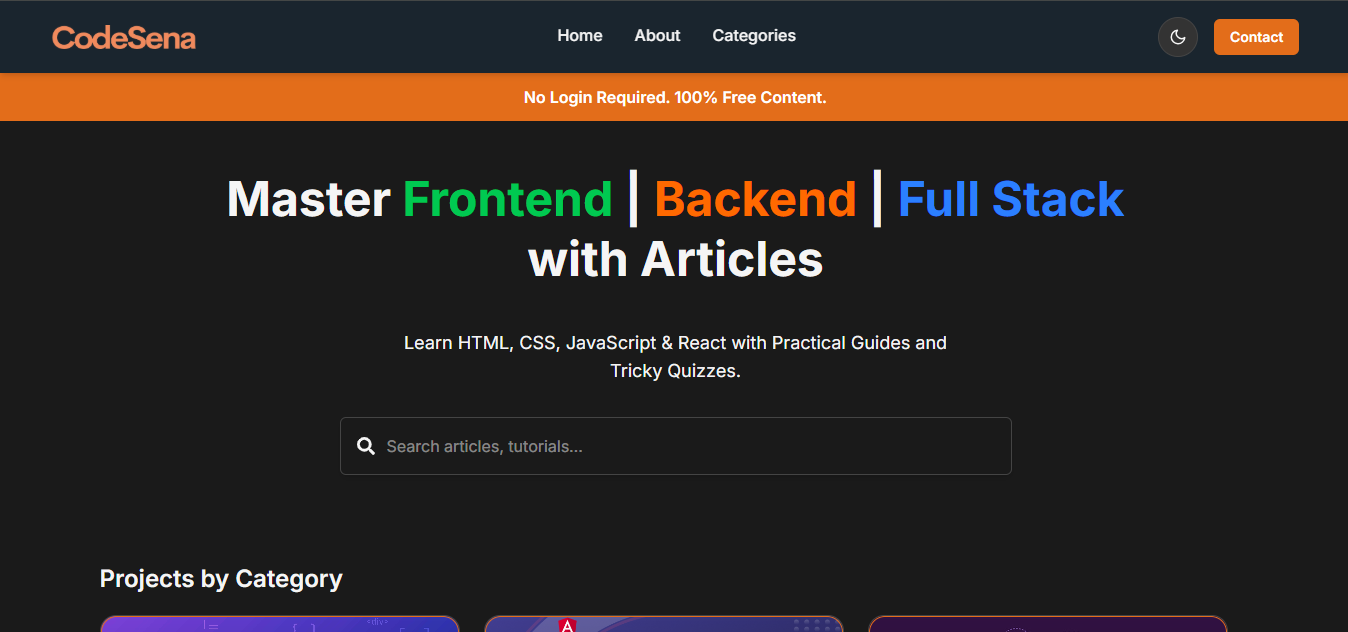 CodeSena
Home About Categories
Contact
No Login Required. 100% Free Content.
Master Frontend | Backend | Full Stack
with Articles
Learn HTML, CSS, JavaScript & React with Practical Guides and
Tricky Quizzes.
Search articles, tutorials...
Projects by Category
<div>
A